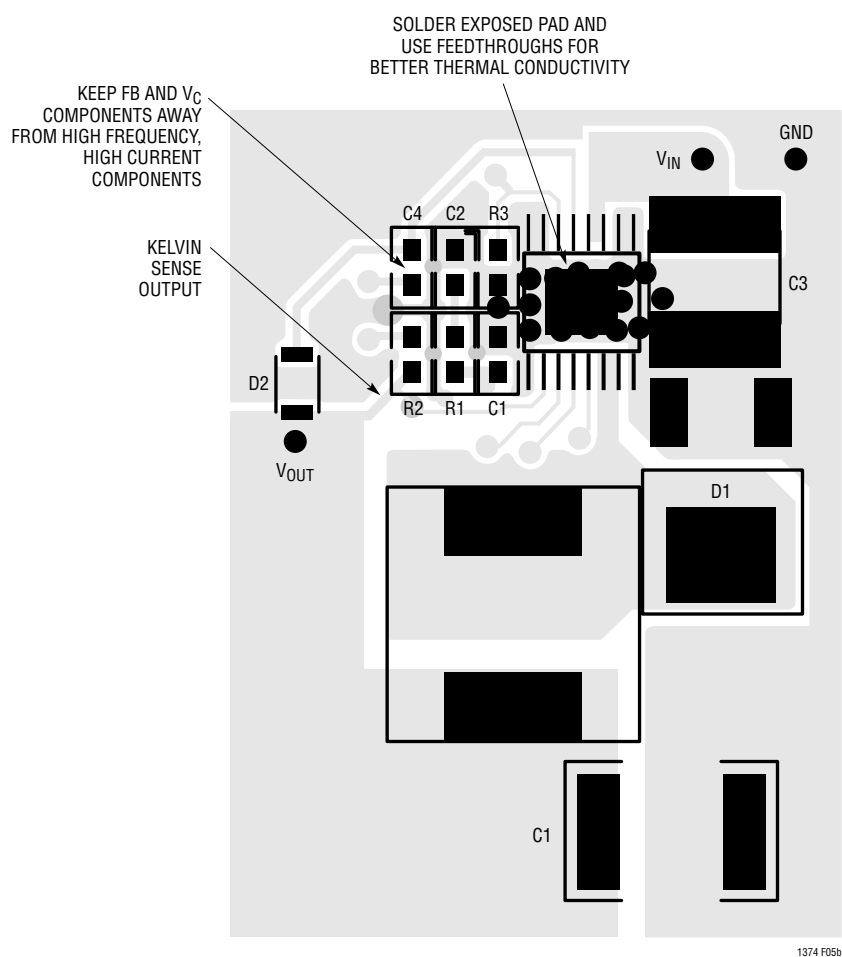 SOLDER EXPOSED PAD AND
USE FEEDTHROUGHS FOR
BETTER THERMAL CONDUCTIVITY
KEEP FB AND VC
COMPONENTS AWAY
FROM HIGH FREQUENCY,
HIGH CURRENT
COMPONENTS
GND
VIN
C4 C2 R3
KELVIN
SENSE
OUTPUT
C3
D2
R2 R1 C1
VOUT
D1
C1
1374 F05b